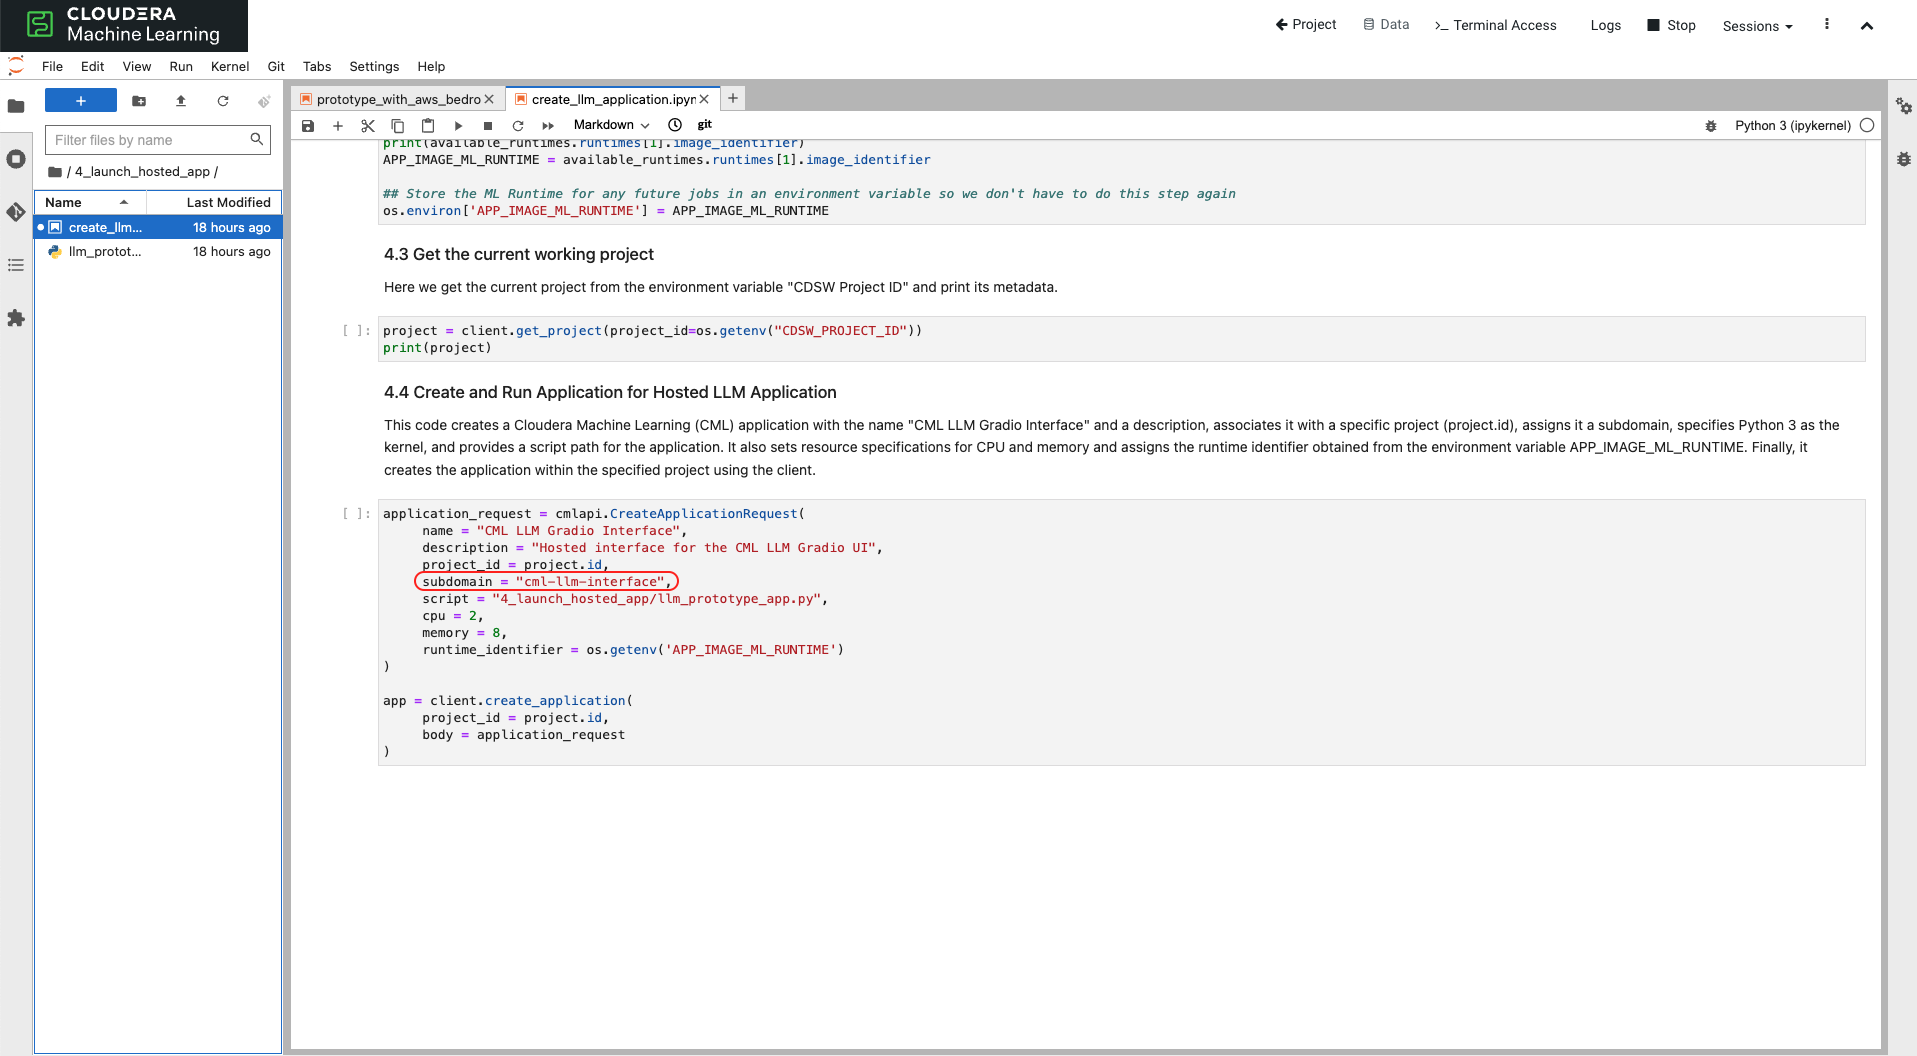 CLOUDERA
Machine Learning
Project
Data
Terminal Access
Logs
Stop
Sessions
File Edit View Run Kernel Git Tabs Settings Help
+
Filter files by name
/ 4_launch_hosted_app /
Name Last Modified
create_llm... 18 hours ago
llm_protot... 18 hours ago
prototype_with_aws_bedro
create_llm_application.ipyn
Markdown
git
Python 3 (ipykernel)
print(available_runtimes.runtimes[1].image_identifier)
APP_IMAGE_ML_RUNTIME = available_runtimes.runtimes[1].image_identifier
## Store the ML Runtime for any future jobs in an environment variable so we don't have to do this step again
os.environ['APP_IMAGE_ML_RUNTIME'] = APP_IMAGE_ML_RUNTIME
4.3 Get the current working project
Here we get the current project from the environment variable "CDSW Project ID" and print its metadata.
[ ]: project = client.get_project(project_id=os.getenv("CDSW_PROJECT_ID"))
print(project)
4.4 Create and Run Application for Hosted LLM Application
This code creates a Cloudera Machine Learning (CML) application with the name "CML LLM Gradio Interface" and a description, associates it with a specific project (project.id), assigns it a subdomain, specifies Python 3 as the
kernel, and provides a script path for the application. It also sets resource specifications for CPU and memory and assigns the runtime identifier obtained from the environment variable APP_IMAGE_ML_RUNTIME. Finally, it
creates the application within the specified project using the client.
[ ]: application_request = cmlapi.CreateApplicationRequest(
name = "CML LLM Gradio Interface",
description = "Hosted interface for the CML LLM Gradio UI",
project_id = project.id,
subdomain = "cml-llm-interface",
script = "4_launch_hosted_app/llm_prototype_app.py",
cpu = 2,
memory = 8,
runtime_identifier = os.getenv('APP_IMAGE_ML_RUNTIME')
)
app = client.create_application(
project_id = project.id,
body = application_request
)